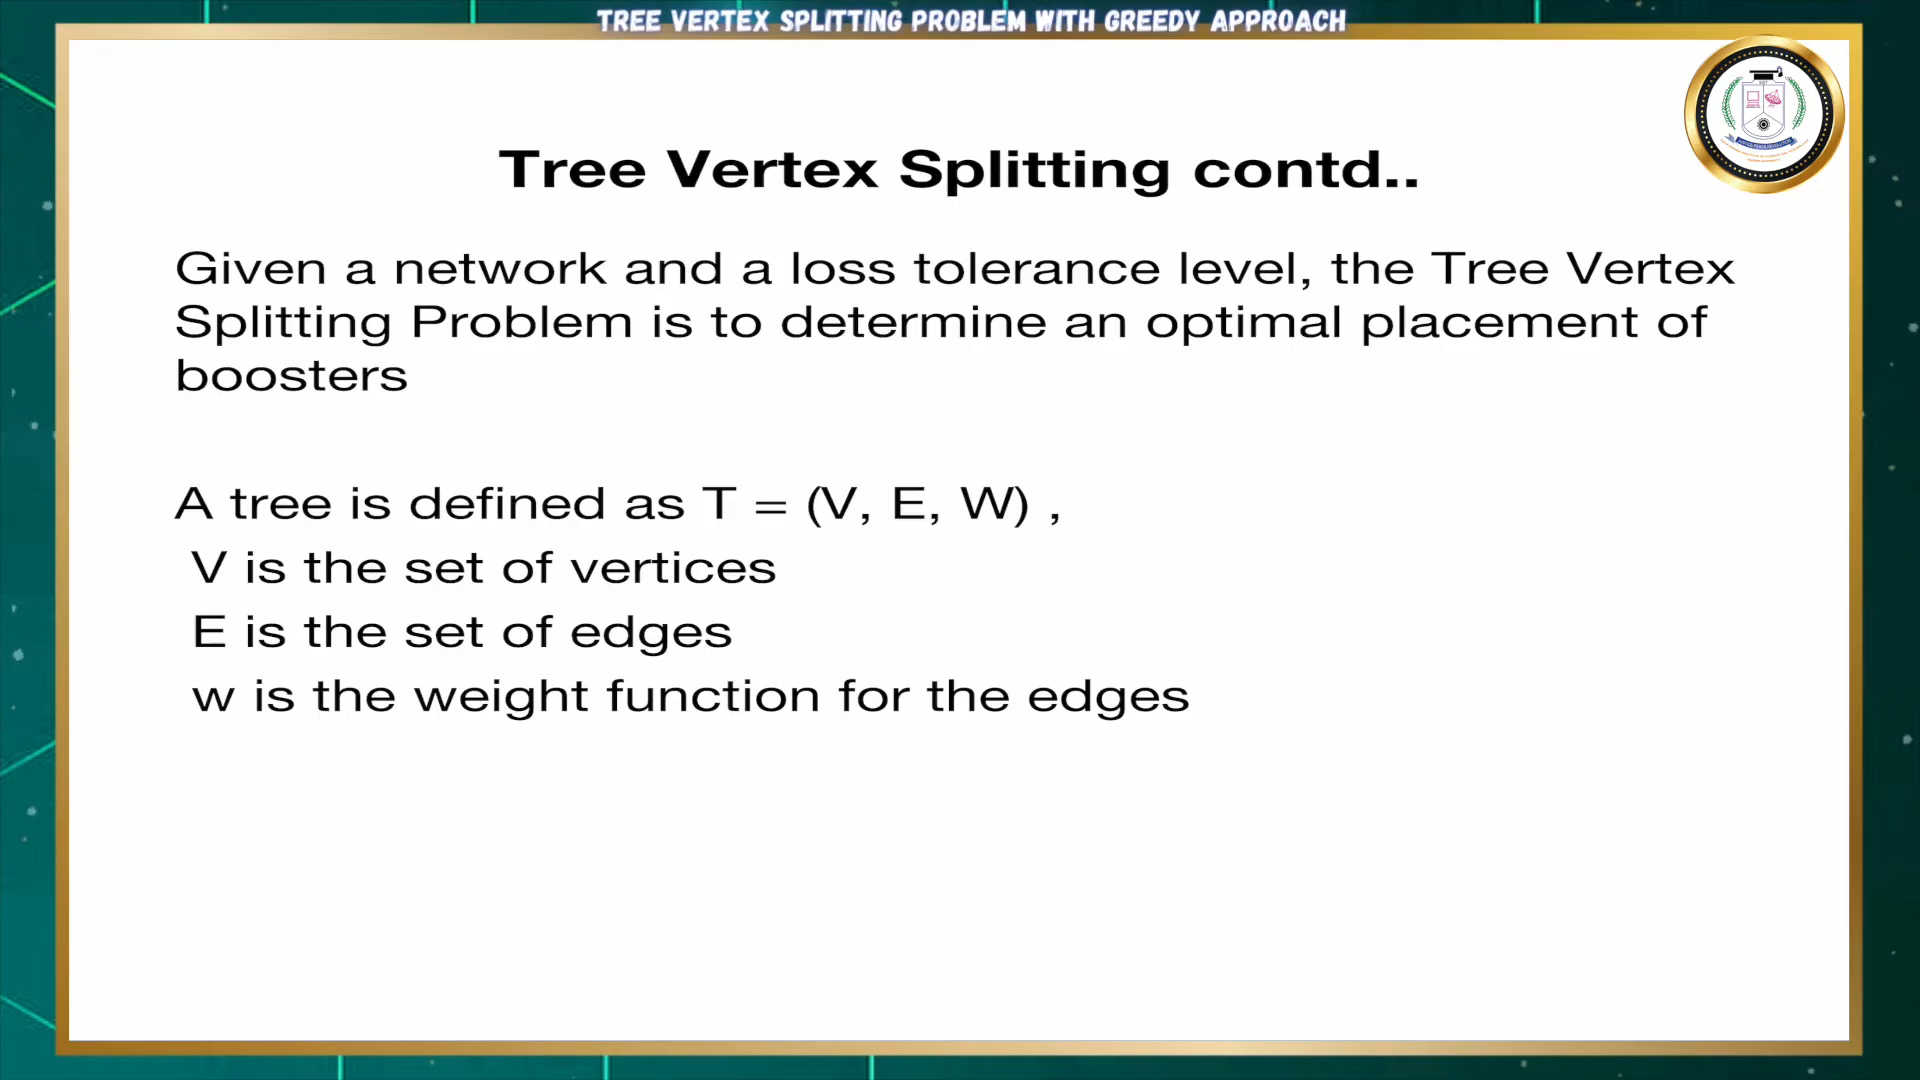 TREE VERTEX SPLITTING PROBLEM WITH GREEDY APPROACH
Tree Vertex Splitting contd..
Given a network and a loss tolerance level, the Tree Vertex
Splitting Problem is to determine an optimal placement of
boosters
A tree is defined as T = (V, E, W) ,
V is the set of vertices
E is the set of edges
w is the weight function for the edges